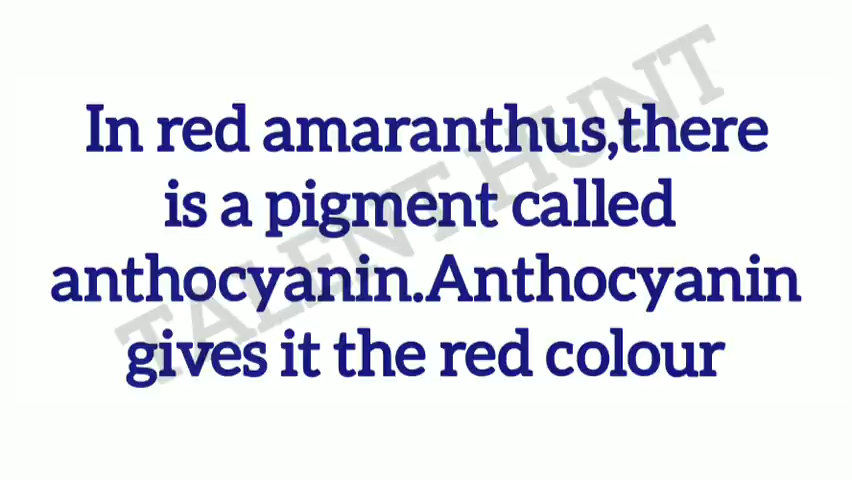 In red amaranthus,there
is a pigment called
anthocyanin.Anthocyanin
gives it the red colour
TALENT HUNT